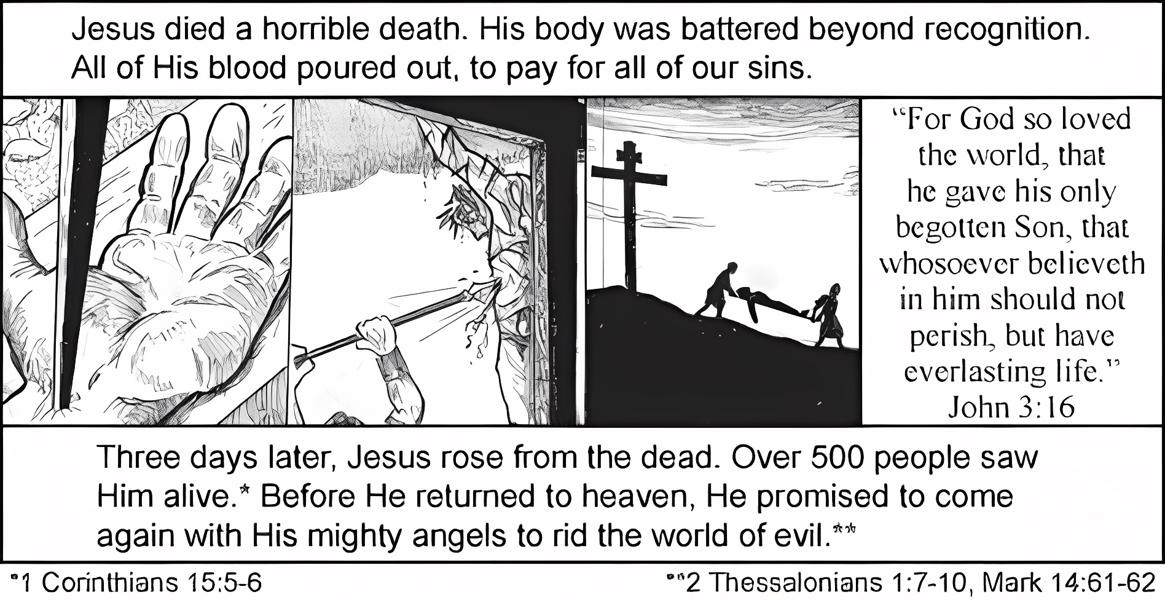 Jesus died a horrible death. His body was battered beyond recognition.
All of His blood poured out, to pay for all of our sins.
"For God so loved
the world, that
he gave his only
begotten Son, that
whosoever believeth
in him should not
perish, but have
everlasting life."
John 3:16
Three days later, Jesus rose from the dead. Over 500 people saw
Him alive.* Before He returned to heaven, He promised to come
again with His mighty angels to rid the world of evil.**
*1 Corinthians 15:5-6
**2 Thessalonians 1:7-10, Mark 14:61-62